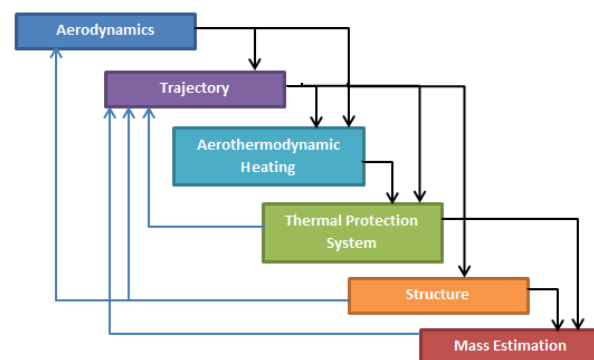 Aerodynamics
Trajectory
Aerothermodynamic
Heating
Thermal Protection
System
Structure
Mass Estimation